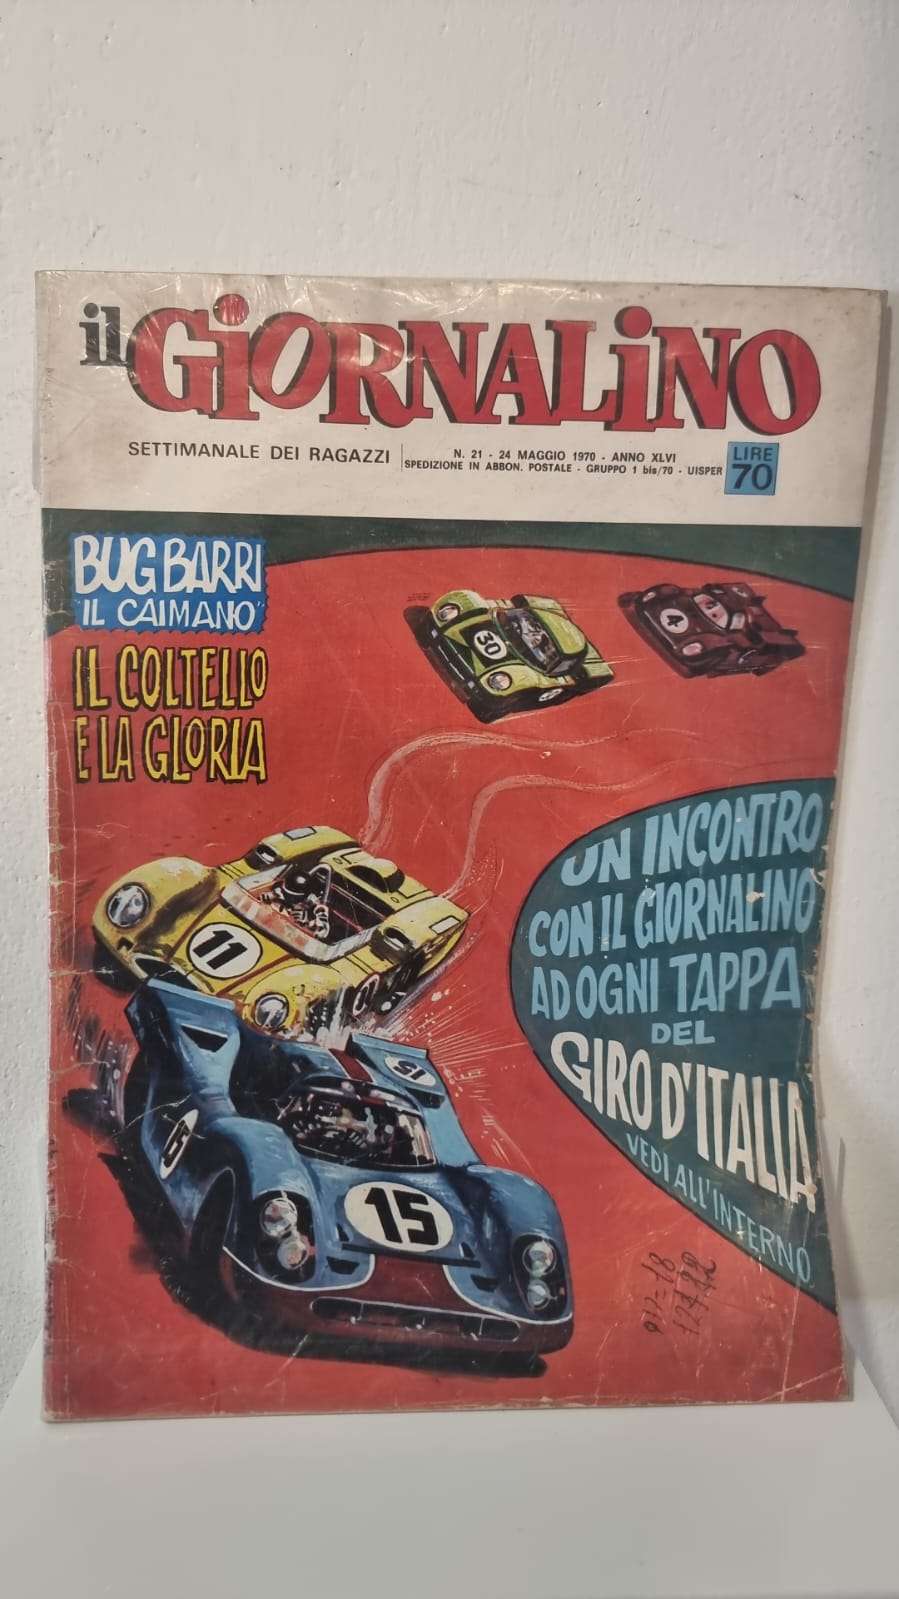 il GiORNALiNO
SETTIMANALE DEI RAGAZZI
N. 21 - 24 MAGGIO 1970 - ANNO XLVI
SPEDIZIONE IN ABBON. POSTALE - GRUPPO 1 bis/70 - UISPER
LIRE
70
BUG BARRI
"IL CAIMANO"
IL COLTELLO
E LA GLORIA
30
4
UN INCONTRO
CON IL GIORNALINO
AD OGNI TAPPA
DEL
GIRO D'ITALIA
VEDI ALL'INTERNO
11
15
15
15